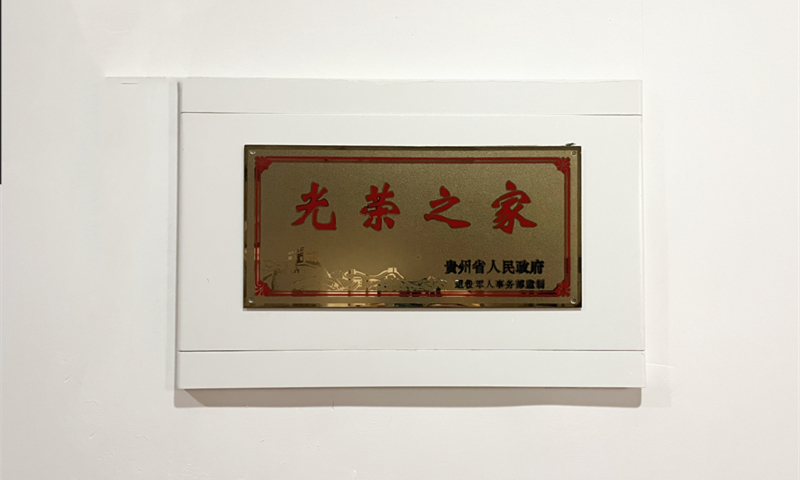 光荣之家
贵州省人民政府
退役军人事务部监制